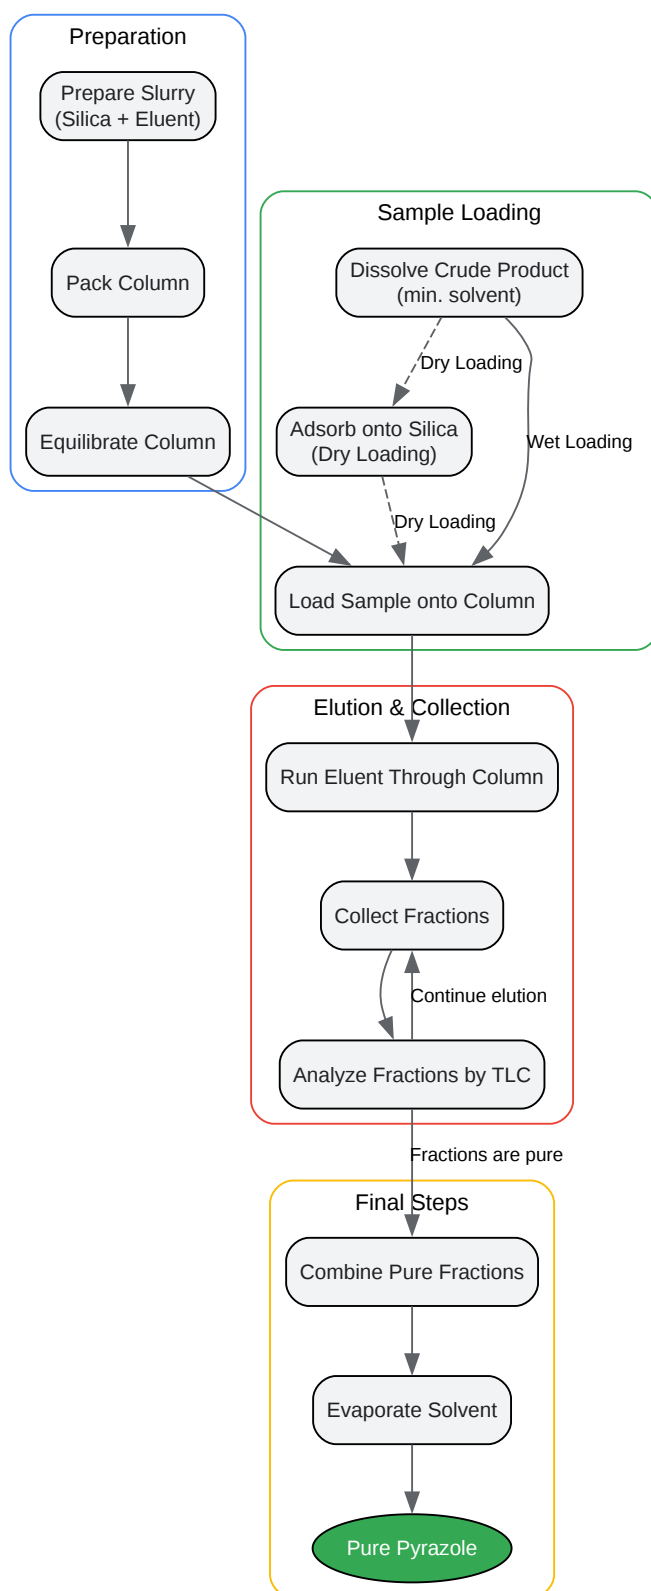 Preparation
Prepare Slurry
(Silica + Eluent)
Pack Column
Equilibrate Column
Sample Loading
Dissolve Crude Product
(min. solvent)
Dry Loading
Adsorb onto Silica
(Dry Loading)
Wet Loading
Dry Loading
Load Sample onto Column
Elution & Collection
Run Eluent Through Column
Collect Fractions
Continue elution
Analyze Fractions by TLC
Fractions are pure
Final Steps
Combine Pure Fractions
Evaporate Solvent
Pure Pyrazole